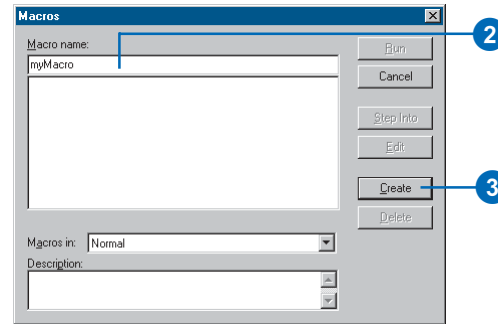 Macros
Macro name:
myMacro
Run
Cancel
Step Into
Edit
Create
Delete
Macros in: Normal
Description:
2
3